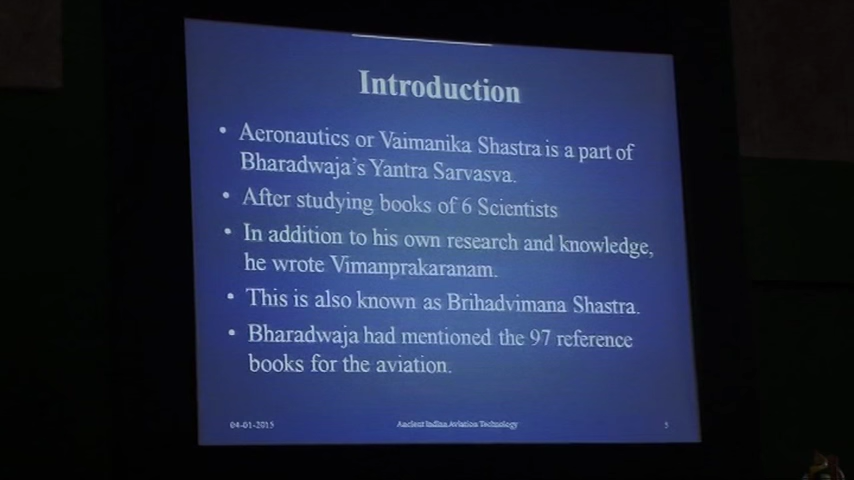 Introduction
• Aeronautics or Vaimanika Shastra is a part of
Bharadwaja's Yantra Sarvasva.
• After studying books of 6 Scientists
• In addition to his own research and knowledge,
he wrote Vimanprakaranam.
• This is also known as Brihadvimana Shastra.
• Bharadwaja had mentioned the 97 reference
books for the aviation.
04-01-2015 Ancient Indian Aviation Technology 5